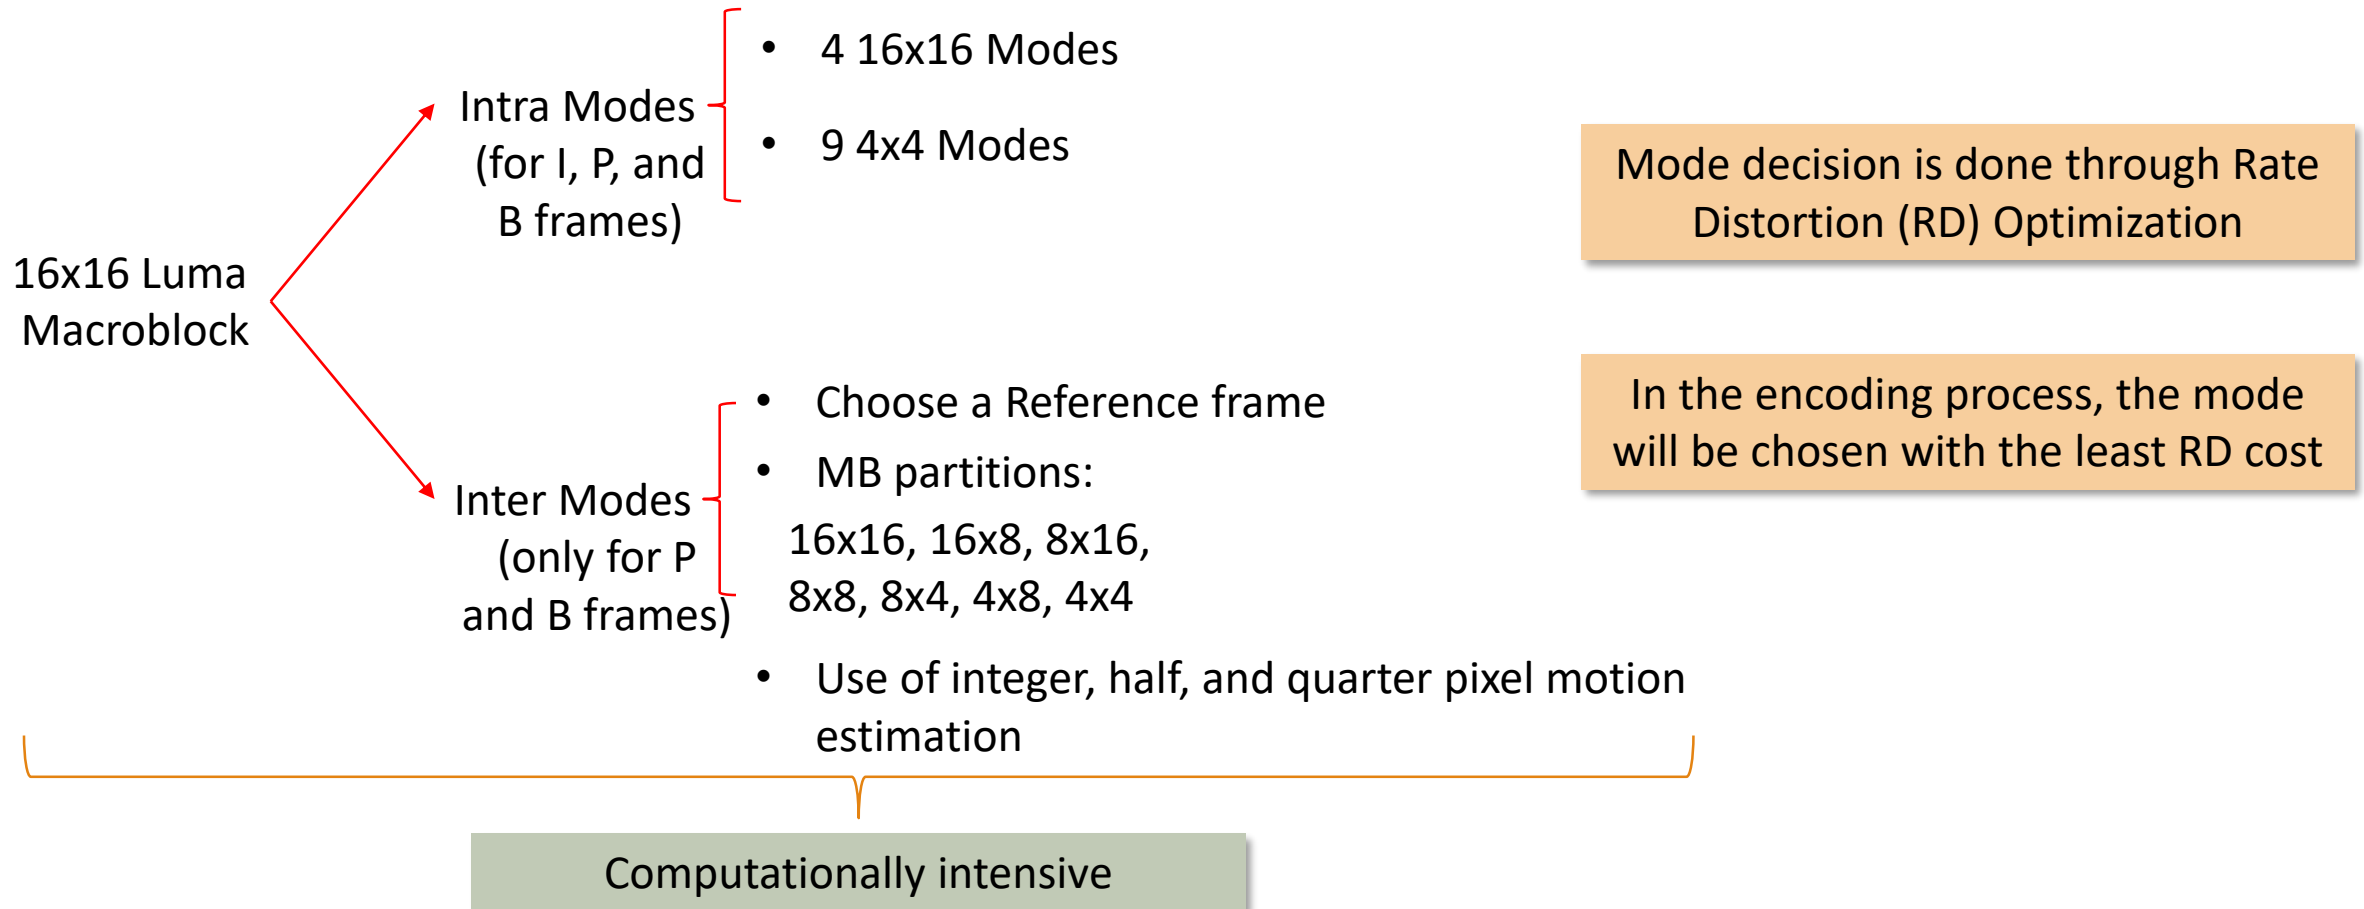 16x16 Luma
Macroblock
Intra Modes
(for I, P, and
B frames)
• 4 16x16 Modes
• 9 4x4 Modes
Inter Modes
(only for P
and B frames)
• Choose a Reference frame
• MB partitions:
16x16, 16x8, 8x16,
8x8, 8x4, 4x8, 4x4
• Use of integer, half, and quarter pixel motion
estimation
Mode decision is done through Rate
Distortion (RD) Optimization
In the encoding process, the mode
will be chosen with the least RD cost
Computationally intensive